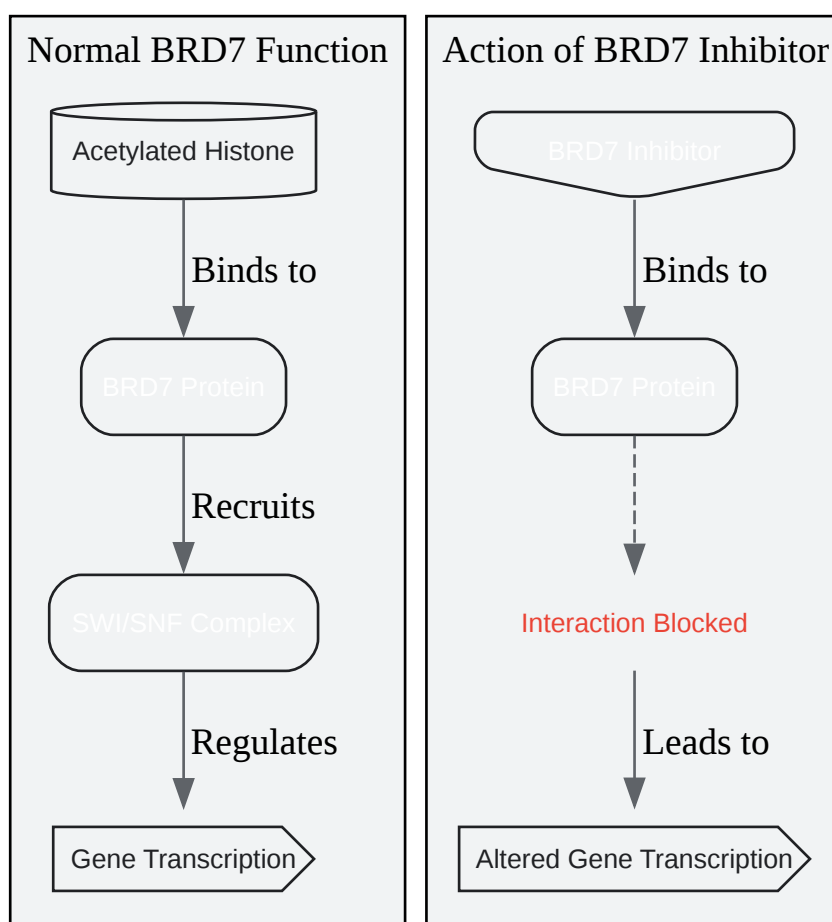 Normal BRD7 Function
Acetylated Histone
Binds to
BRD7 Protein
Recruits
SWI/SNF Complex
Regulates
Gene Transcription
Action of BRD7 Inhibitor
BRD7 Inhibitor
Binds to
BRD7 Protein
Interaction Blocked
Leads to
Altered Gene Transcription